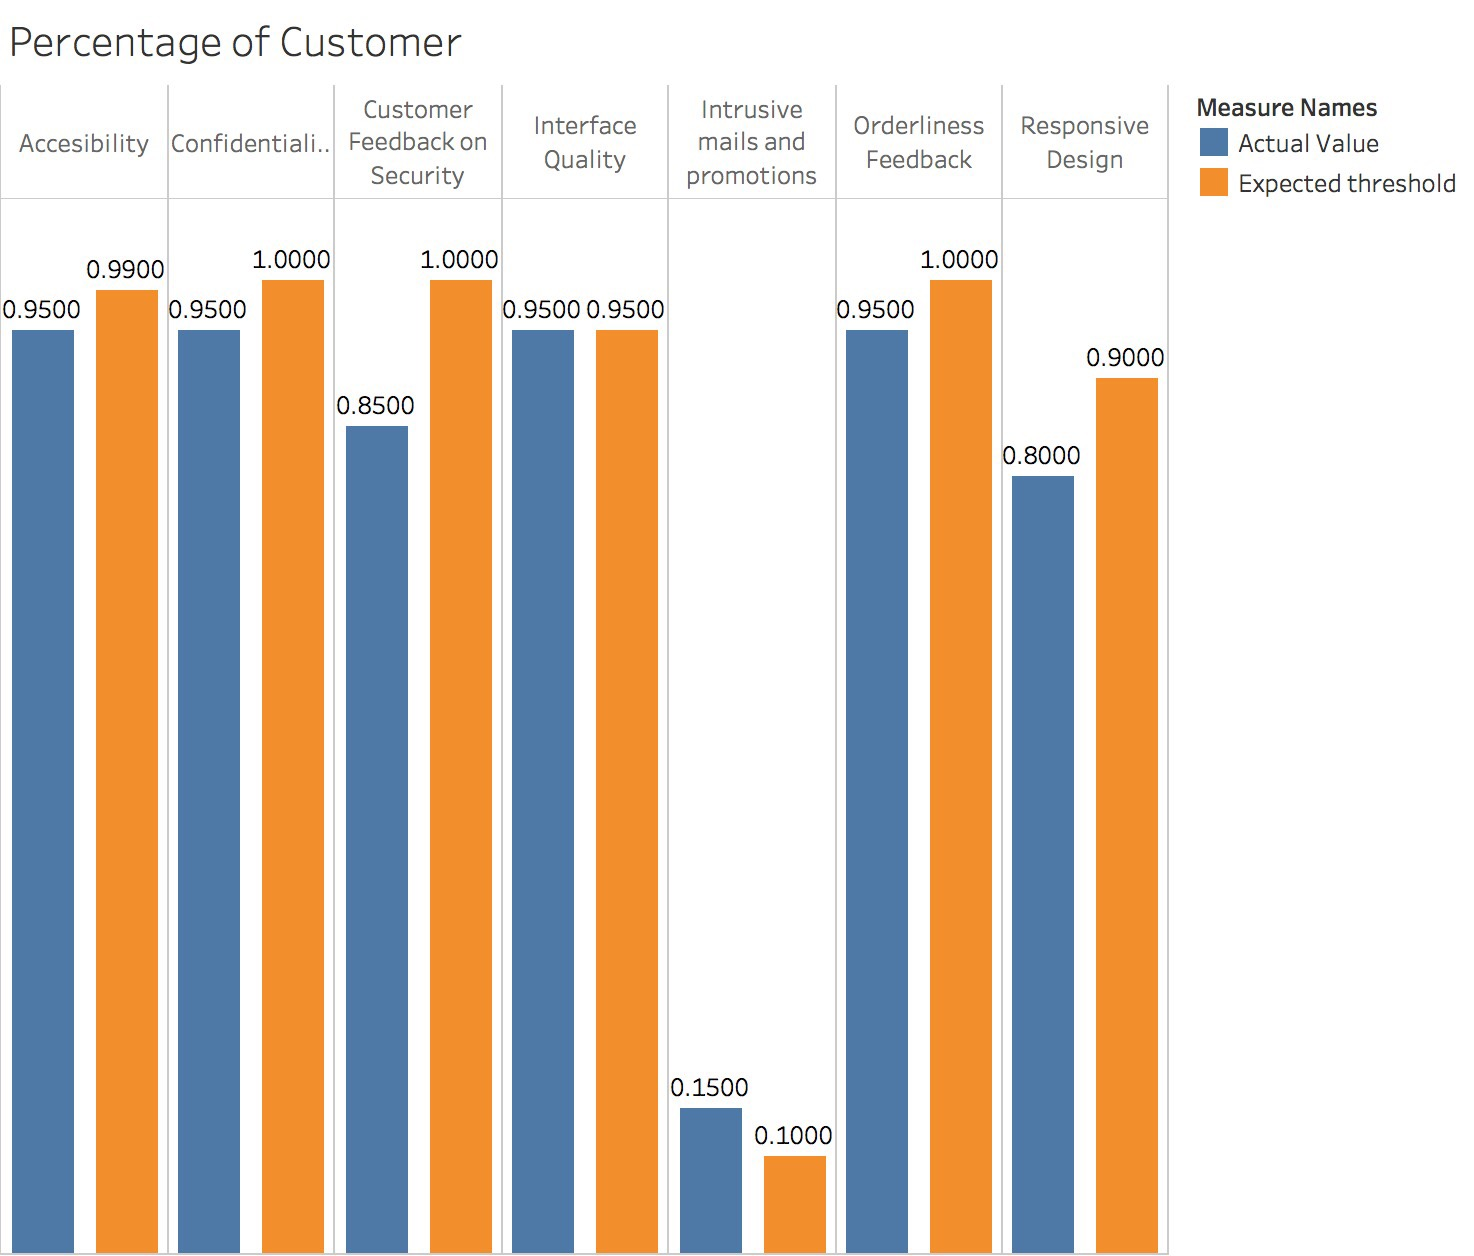 Percentage of Customer
Accesibility
Confidentiali..
Customer
Feedback on
Security
Interface
Quality
Intrusive
mails and
promotions
Orderliness
Feedback
Responsive
Design
Measure Names
Actual Value
Expected threshold
0.9500
0.9900
0.9500
1.0000
0.8500
1.0000
0.9500
0.9500
0.1500
0.1000
0.9500
1.0000
0.8000
0.9000